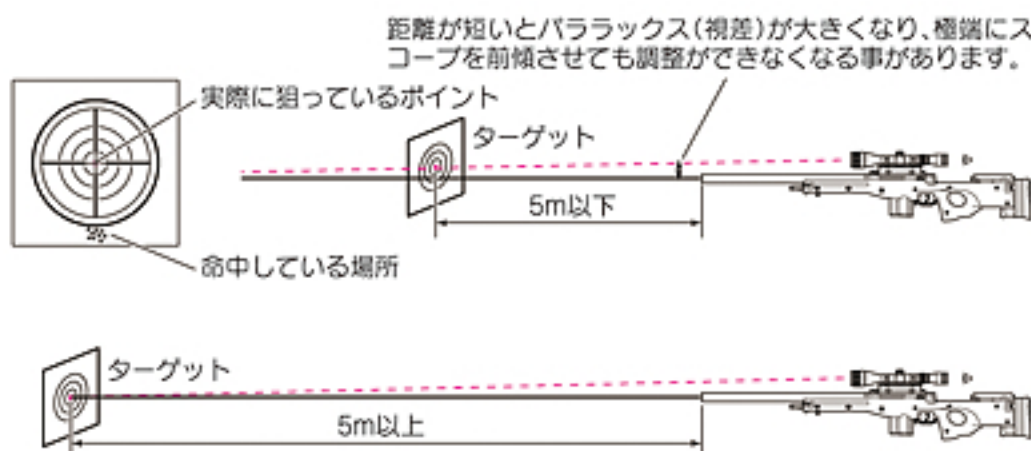 距離が短いとパララックス(視差)が大きくなり、極端にス
コープを前傾させても調整ができなくなる事があります。
実際に狙っているポイント
ターゲット
5m以下
命中している場所
ターゲット
5m以上